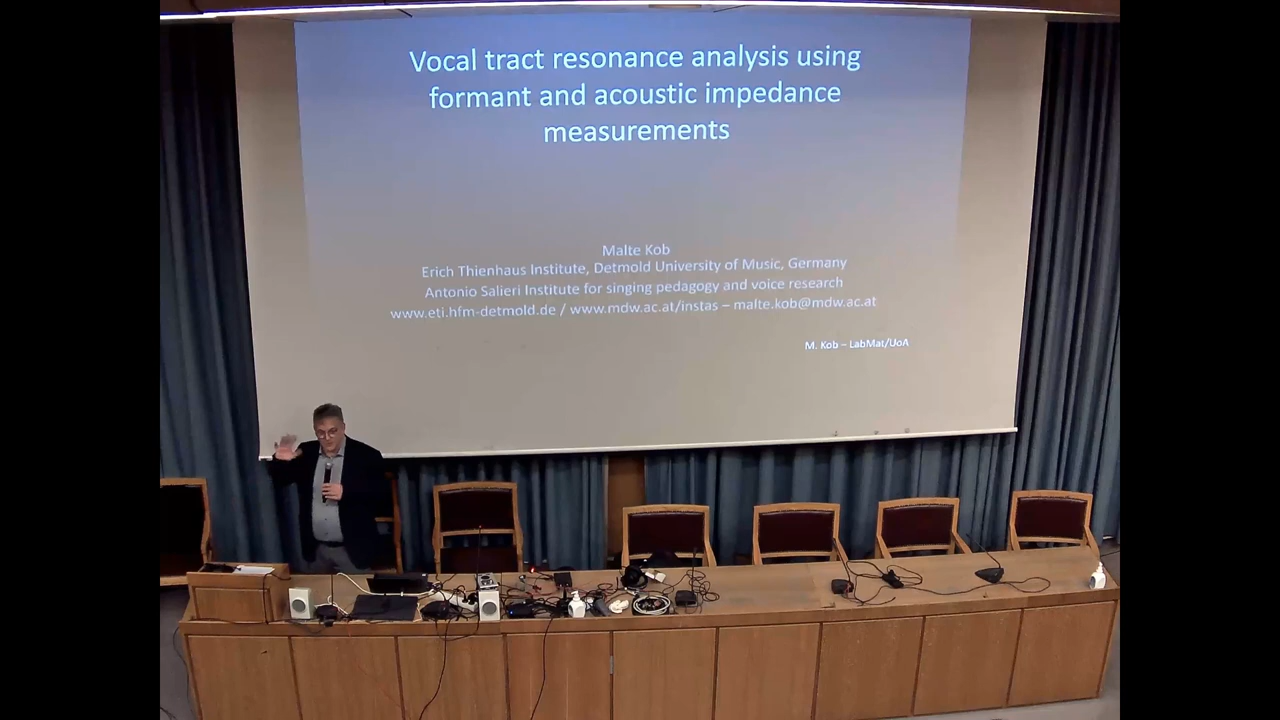 Vocal tract resonance analysis using
formant and acoustic impedance
measurements
Malte Kob
Erich Thienhaus Institute, Detmold University of Music, Germany
Antonio Salieri Institute for singing pedagogy and voice research
www.eti.hfm-detmold.de / www.mdw.ac.at/instas – malte.kob@mdw.ac.at
M. Kob – LabMat/UoA